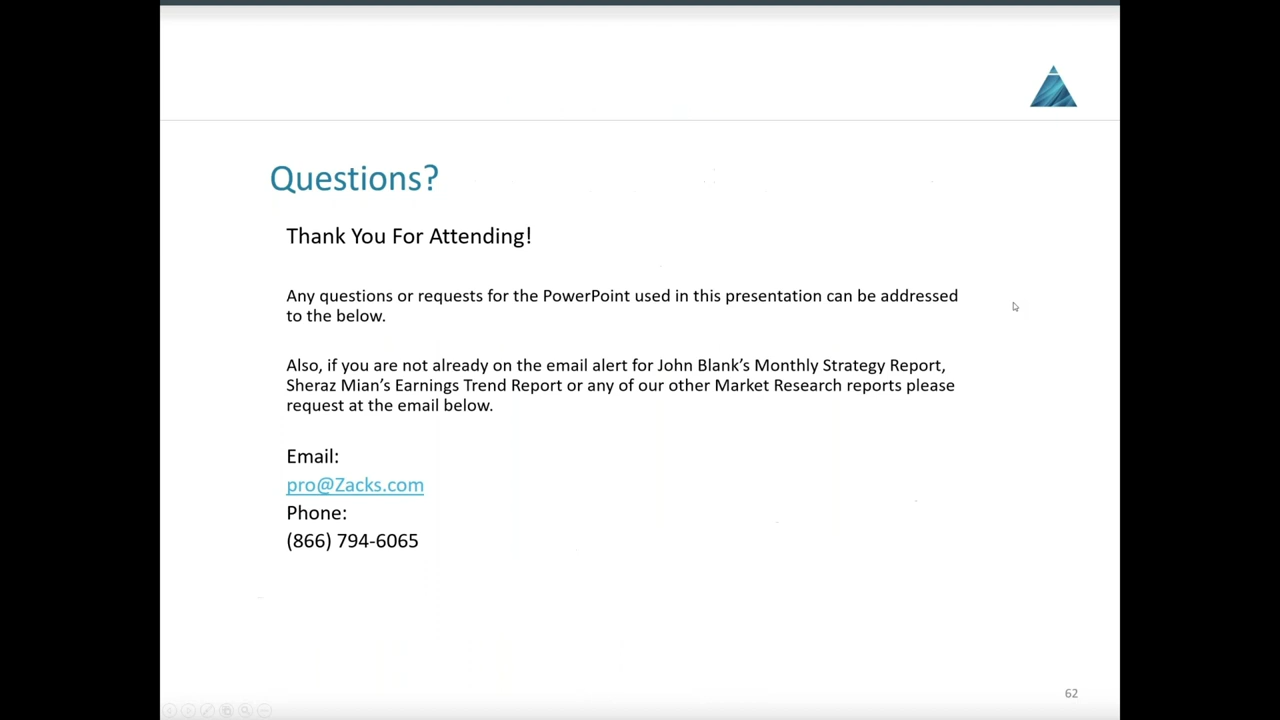 Questions?
Thank You For Attending!
Any questions or requests for the PowerPoint used in this presentation can be addressed
to the below.
Also, if you are not already on the email alert for John Blank’s Monthly Strategy Report,
Sheraz Mian’s Earnings Trend Report or any of our other Market Research reports please
request at the email below.
Email:
pro@Zacks.com
Phone:
(866) 794-6065
62